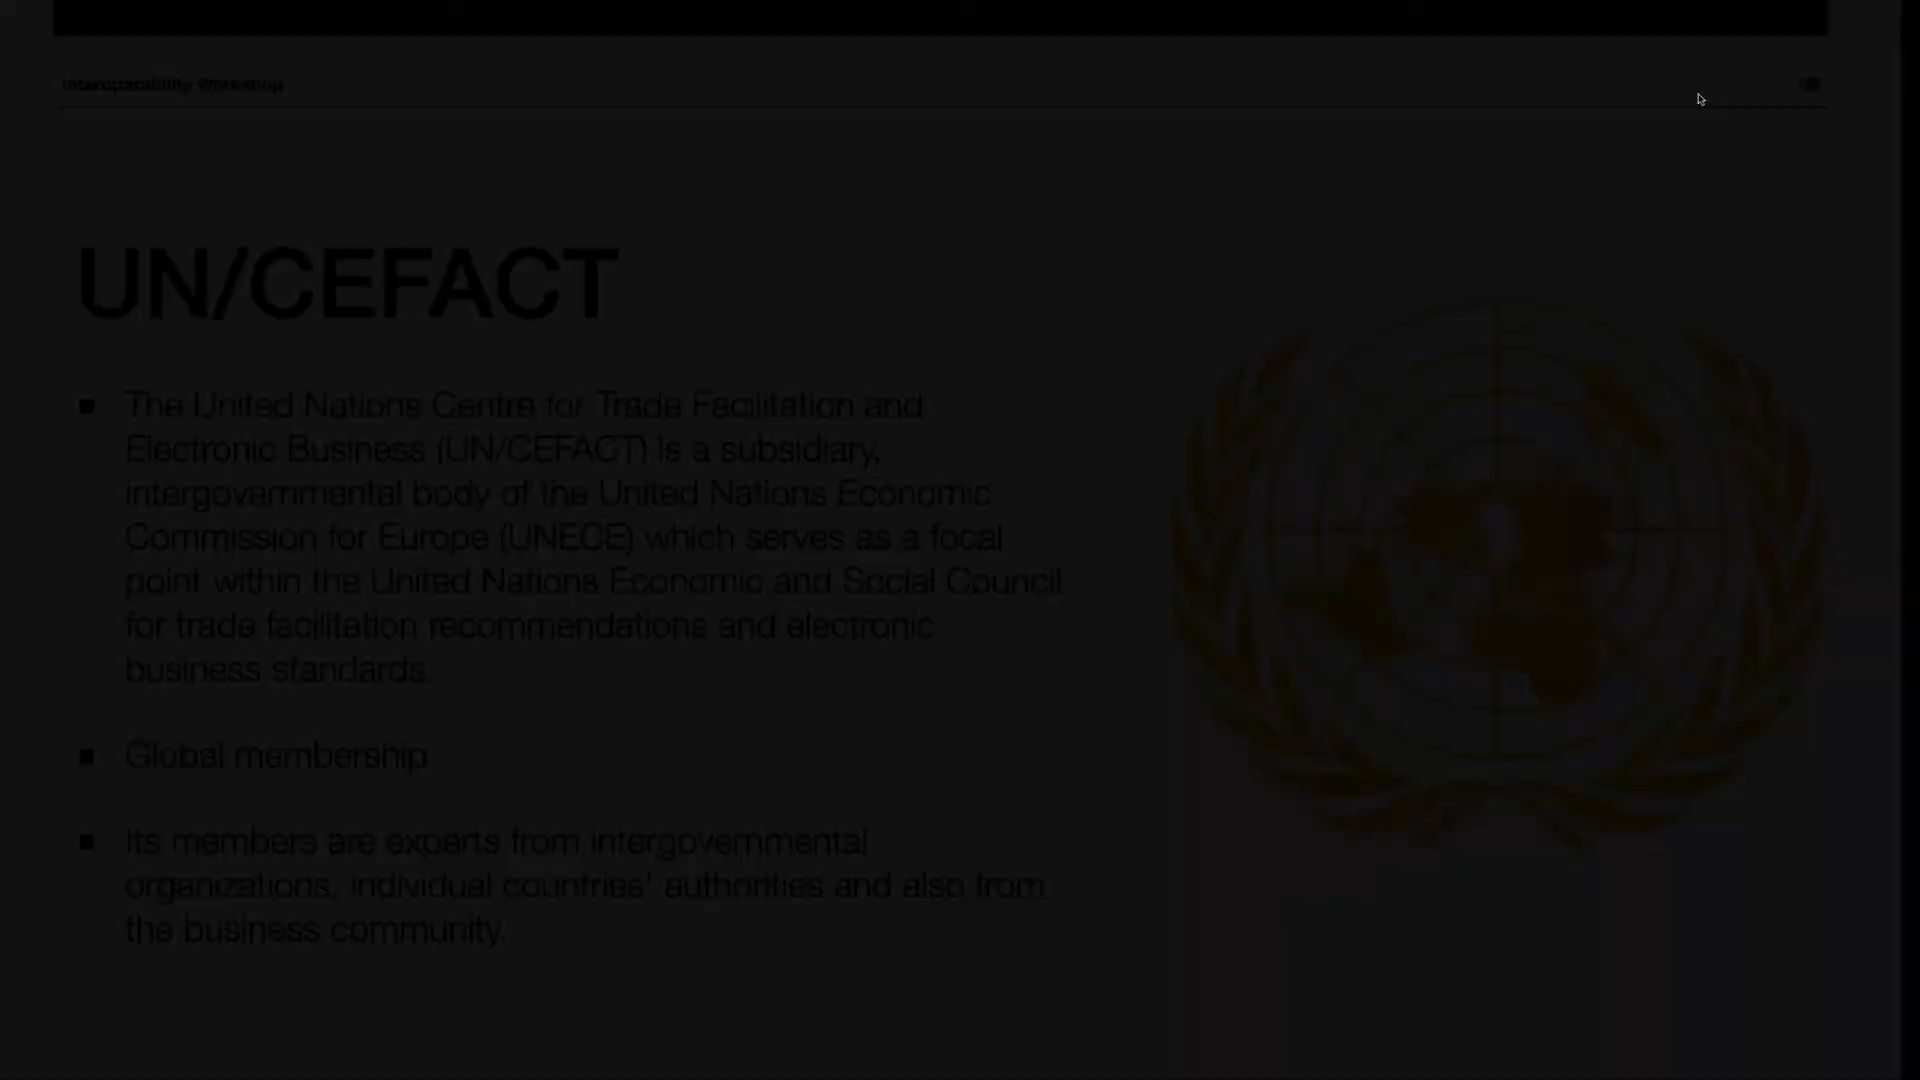 Interoperability Workshop
UN/CEFACT
▪ The United Nations Centre for Trade Facilitation and
Electronic Business (UN/CEFACT) is a subsidiary,
intergovernmental body of the United Nations Economic
Commission for Europe (UNECE) which serves as a focal
point within the United Nations Economic and Social Council
for trade facilitation recommendations and electronic
business standards.
▪ Global membership
▪ Its members are experts from intergovernmental
organizations, individual countries' authorities and also from
the business community.